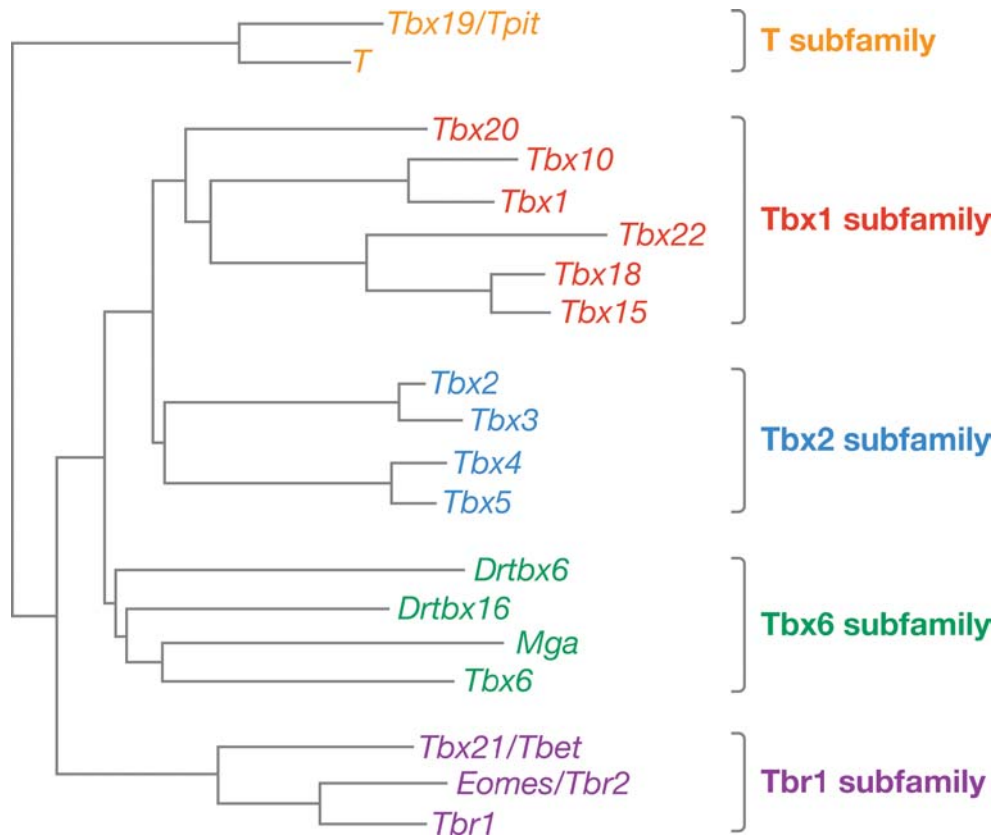 Tbx19/Tpit
T
T subfamily
Tbx20
Tbx10
Tbx1
Tbx22
Tbx18
Tbx15
Tbx1 subfamily
Tbx2
Tbx3
Tbx4
Tbx5
Tbx2 subfamily
Drtbx6
Drtbx16
Mga
Tbx6
Tbx6 subfamily
Tbx21/Tbet
Eomes/Tbr2
Tbr1
Tbr1 subfamily